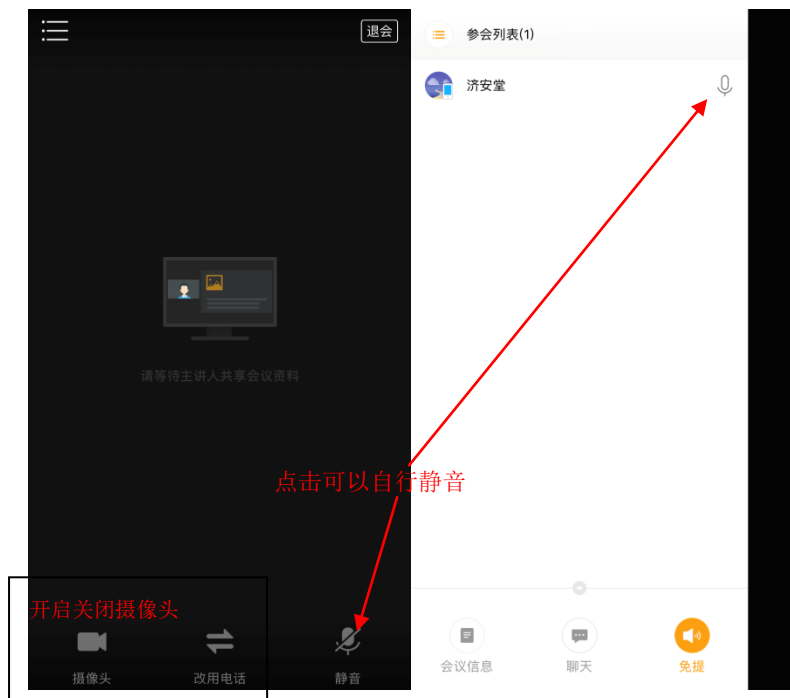 退会
参会列表(1)
济安堂
请等待主讲人共享会议资料
点击可以自行静音
开启关闭摄像头
摄像头
改用电话
静音
会议信息
聊天
免提